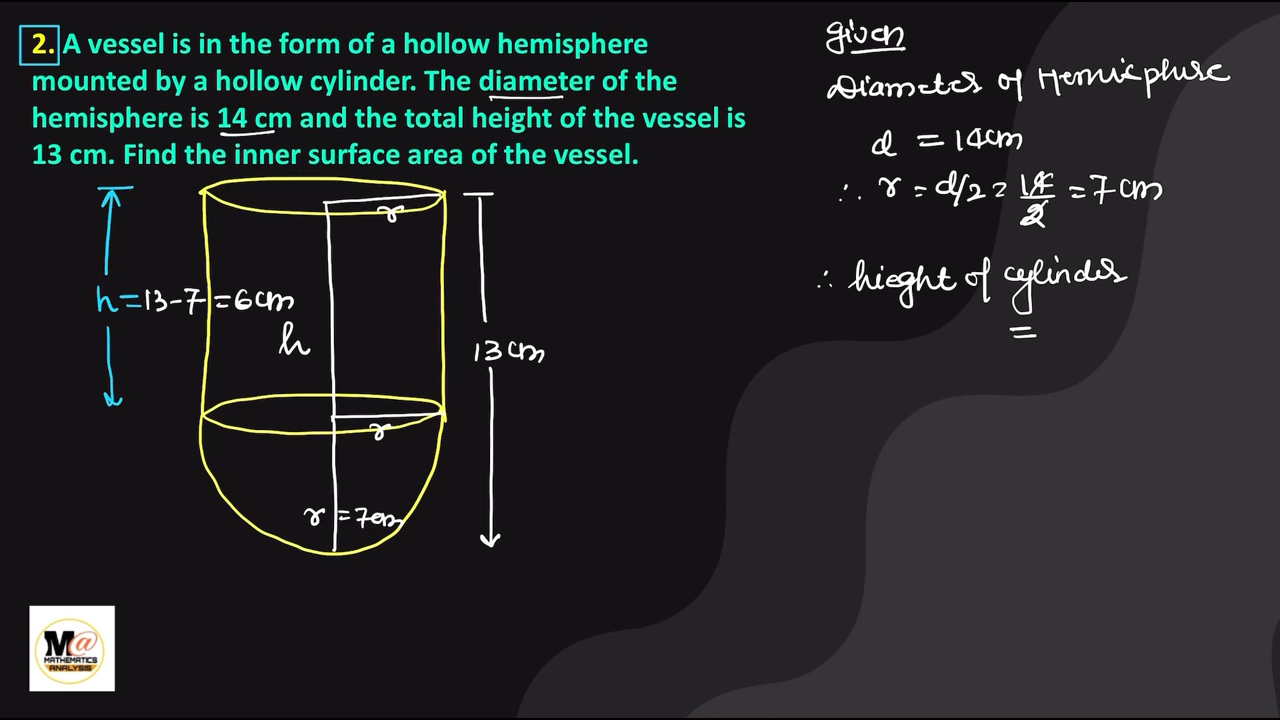 2. A vessel is in the form of a hollow hemisphere
mounted by a hollow cylinder. The diameter of the
hemisphere is 14 cm and the total height of the vessel is
13 cm. Find the inner surface area of the vessel.
given
Diameter of Hemisphere
d = 14cm
∴ r = d/2 = 14/2 = 7cm
∴ hieght of cylinder
=
r
h = 13-7 = 6cm
h
13cm
r
r = 7cm
M@
MATHEMATICS
ANALYSIS